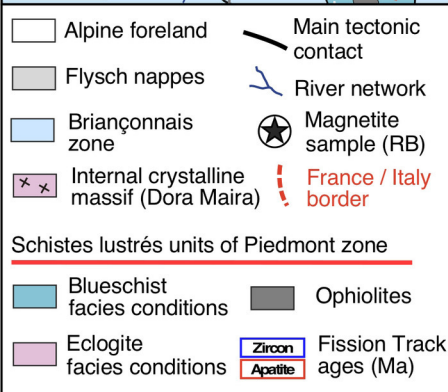 Alpine foreland
Main tectonic
contact
Flysch nappes
River network
Briançonnais
zone
Magnetite
sample (RB)
Internal crystalline
massif (Dora Maira)
France / Italy
border
Schistes lustrés units of Piedmont zone
Blueschist
facies conditions
Ophiolites
Eclogite
facies conditions
Zircon
Apatite
Fission Track
ages (Ma)